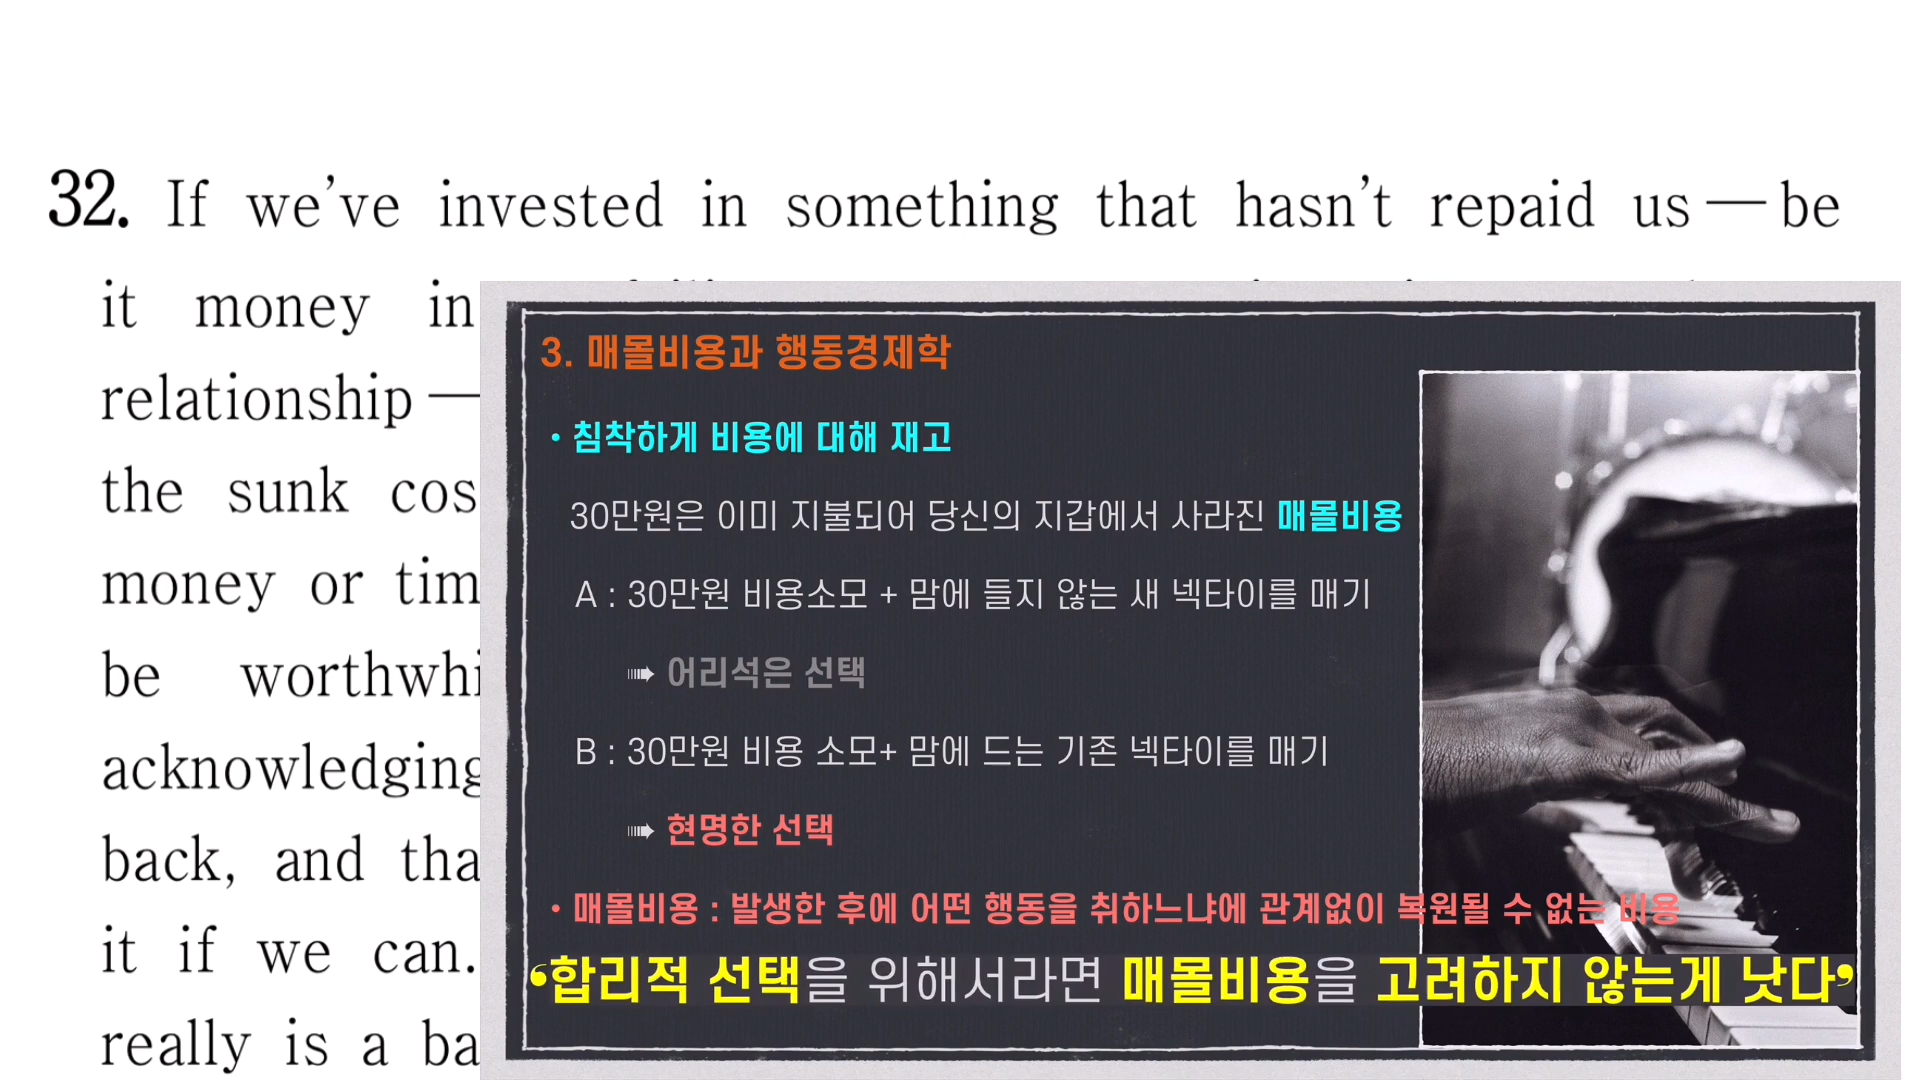 32. If we've invested in something that hasn't repaid us — be
it money in
relationship —
the sunk cos
money or tim
be worthwhi
acknowledging
back, and tha
it if we can.
really is a ba
3. 매몰비용과 행동경제학
• 침착하게 비용에 대해 재고
30만원은 이미 지불되어 당신의 지갑에서 사라진 매몰비용
A : 30만원 비용소모 + 맘에 들지 않는 새 넥타이를 매기
➠ 어리석은 선택
B : 30만원 비용 소모+ 맘에 드는 기존 넥타이를 매기
➠ 현명한 선택
• 매몰비용 : 발생한 후에 어떤 행동을 취하느냐에 관계없이 복원될 수 없는 비용
‘합리적 선택을 위해서라면 매몰비용을 고려하지 않는게 낫다’